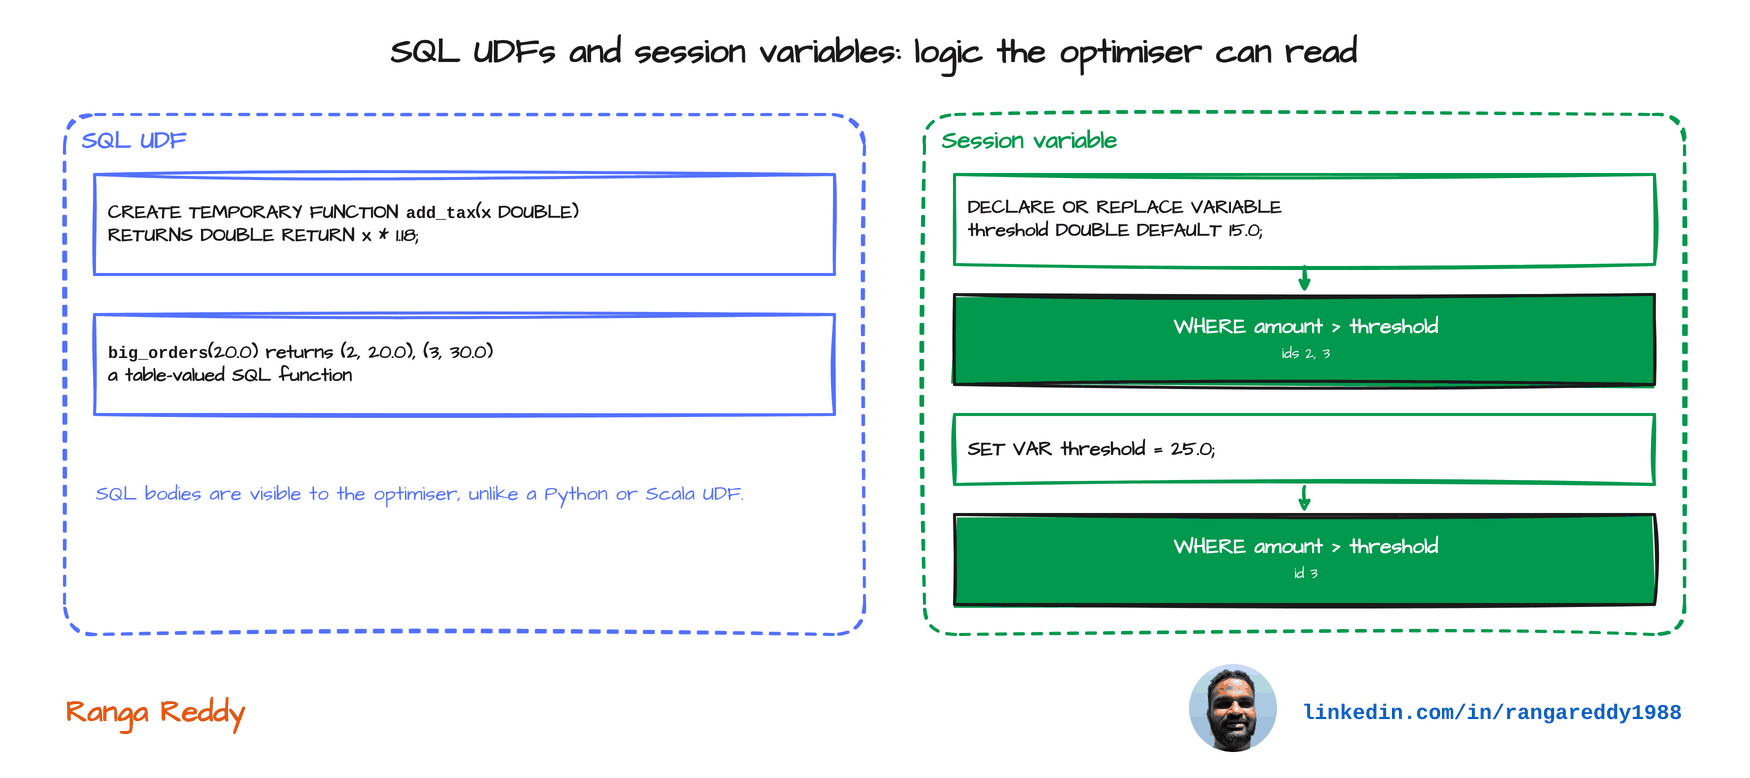 SQL UDFs and session variables: logic the optimiser can read
SQL UDF
CREATE TEMPORARY FUNCTION add_tax(x DOUBLE)
RETURNS DOUBLE RETURN x * 1.18;
big_orders(20.0) returns (2, 20.0), (3, 30.0)
a table-valued SQL function
SQL bodies are visible to the optimiser, unlike a Python or Scala UDF.
Session variable
DECLARE OR REPLACE VARIABLE
threshold DOUBLE DEFAULT 15.0;
WHERE amount > threshold
ids 2, 3
SET VAR threshold = 25.0;
WHERE amount > threshold
id 3
Ranga Reddy
linkedin.com/in/rangareddy1988